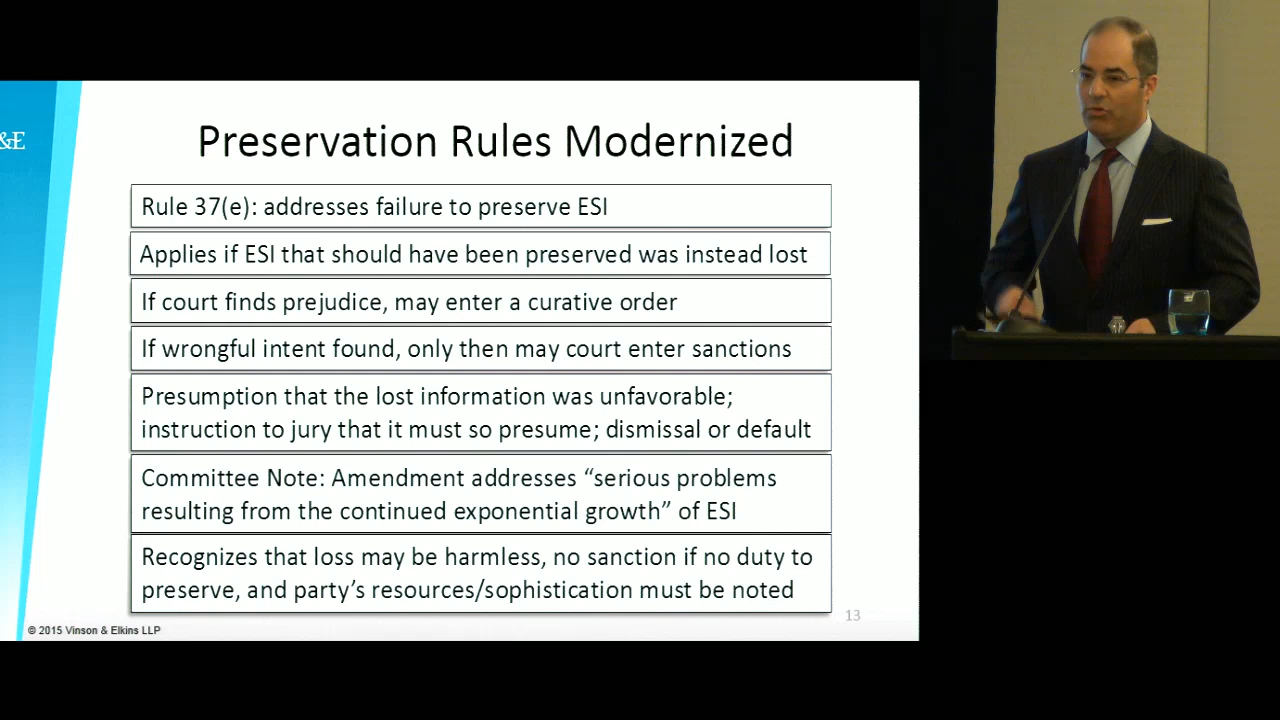 &E
Preservation Rules Modernized
Rule 37(e): addresses failure to preserve ESI
Applies if ESI that should have been preserved was instead lost
If court finds prejudice, may enter a curative order
If wrongful intent found, only then may court enter sanctions
Presumption that the lost information was unfavorable;
instruction to jury that it must so presume; dismissal or default
Committee Note: Amendment addresses “serious problems
resulting from the continued exponential growth” of ESI
Recognizes that loss may be harmless, no sanction if no duty to
preserve, and party’s resources/sophistication must be noted
13
© 2015 Vinson & Elkins LLP